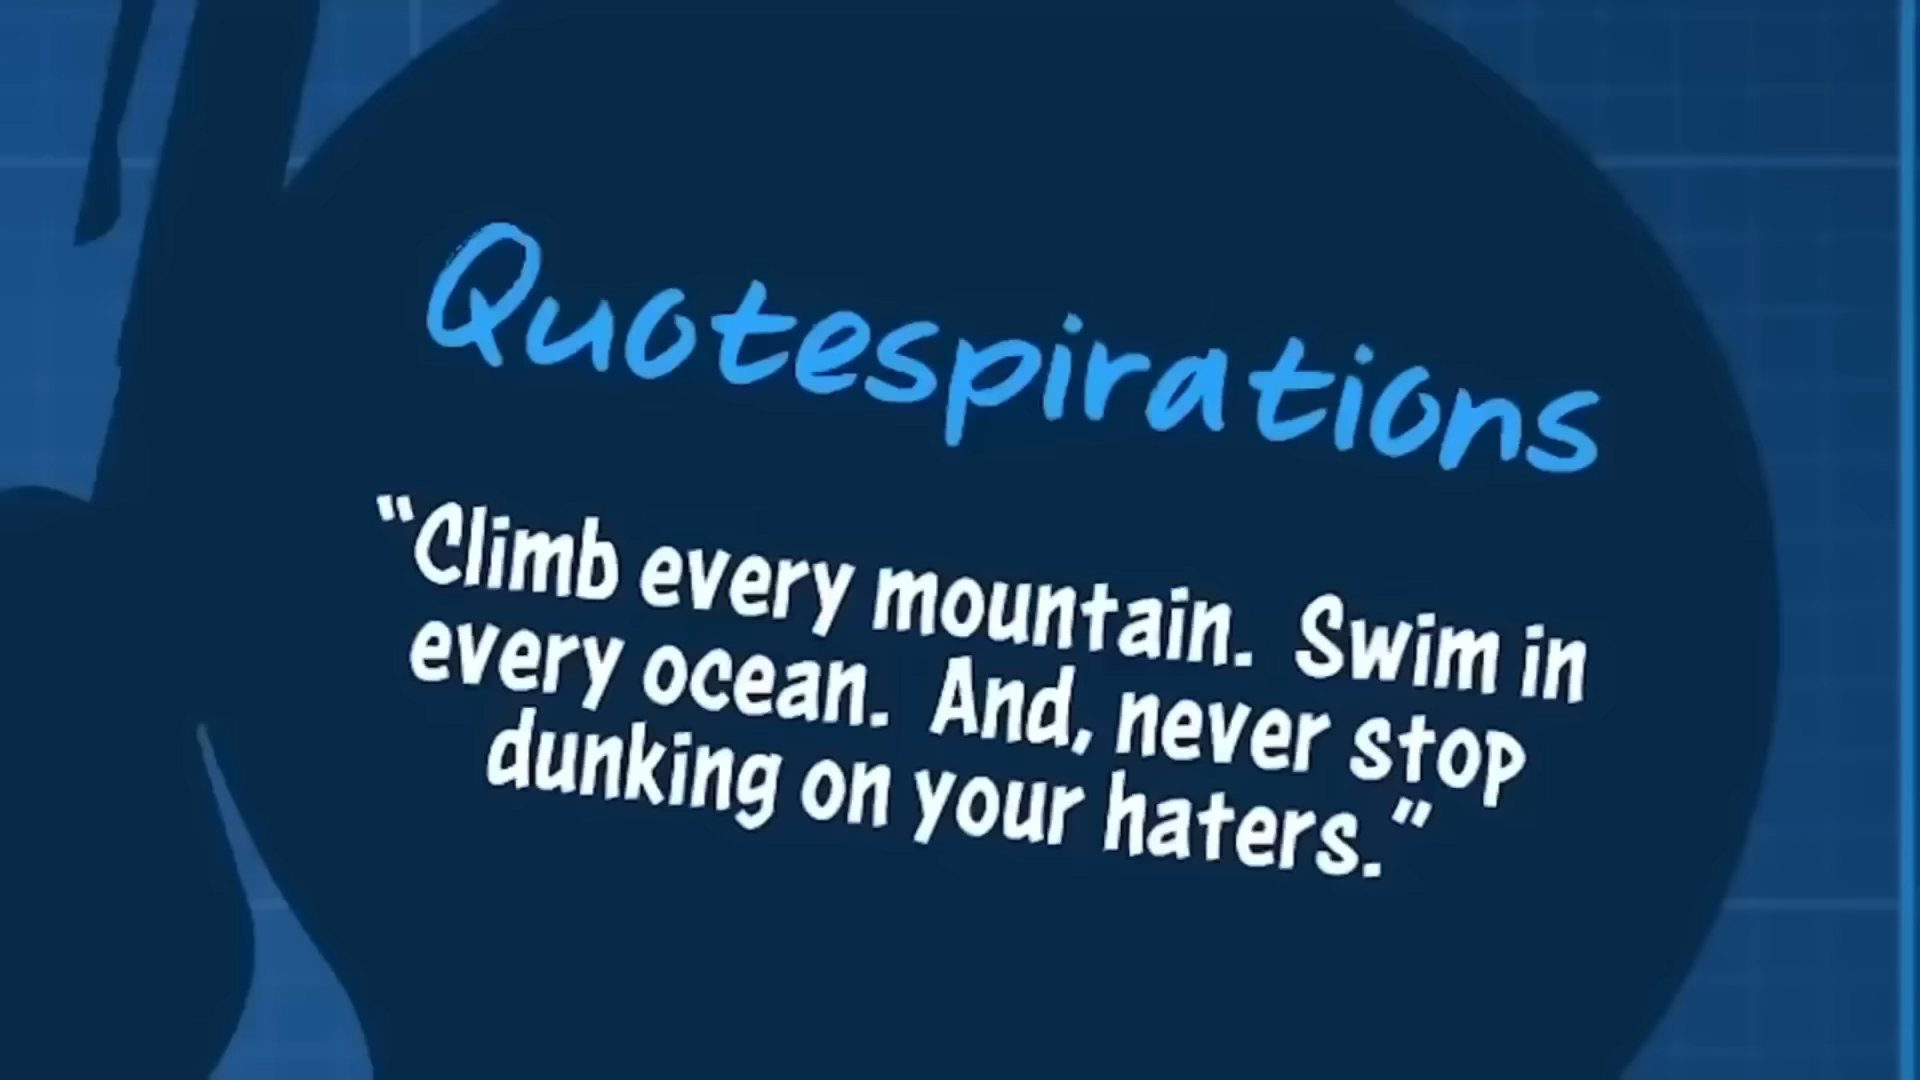 Quotespirations
“Climb every mountain. Swim in
every ocean. And, never stop
dunking on your haters.”